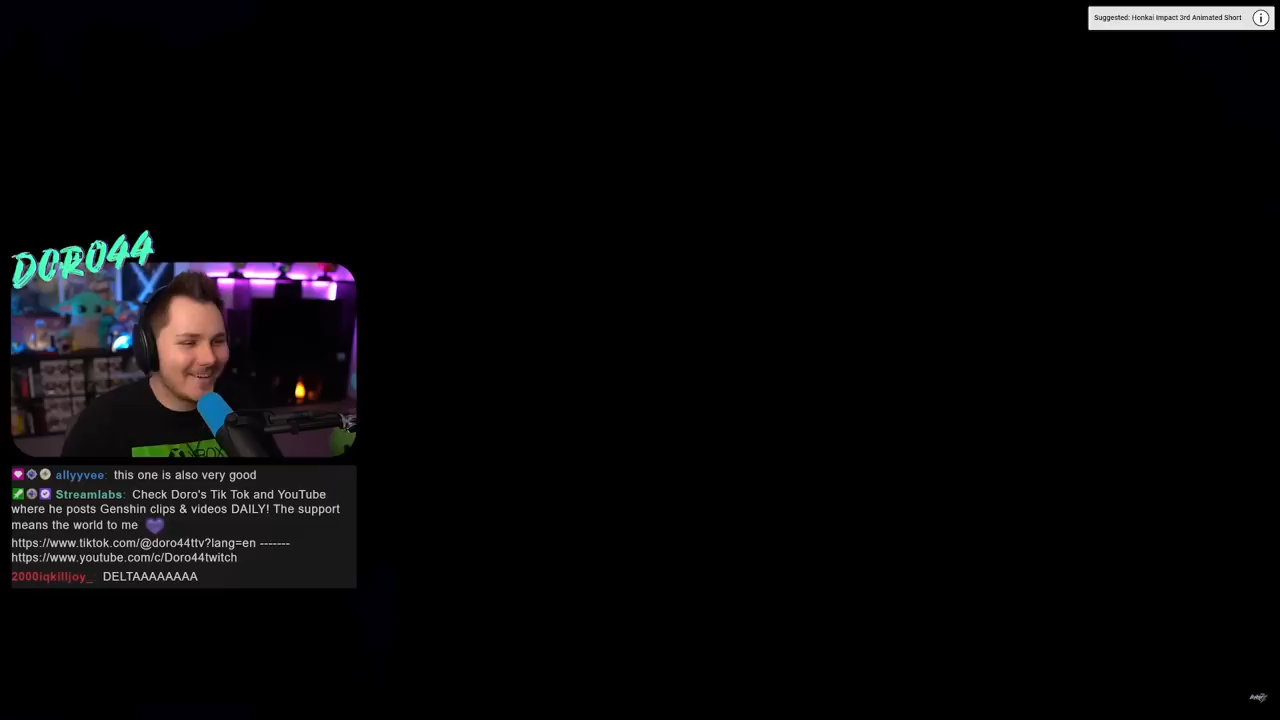 Suggested: Honkai Impact 3rd Animated Short
DORO44
allyyvee: this one is also very good
Streamlabs: Check Doro's Tik Tok and YouTube
where he posts Genshin clips & videos DAILY! The support
means the world to me
https://www.tiktok.com/@doro44ttv?lang=en -------
https://www.youtube.com/c/Doro44twitch
2000iqkilljoy_: DELTAAAAAAAA